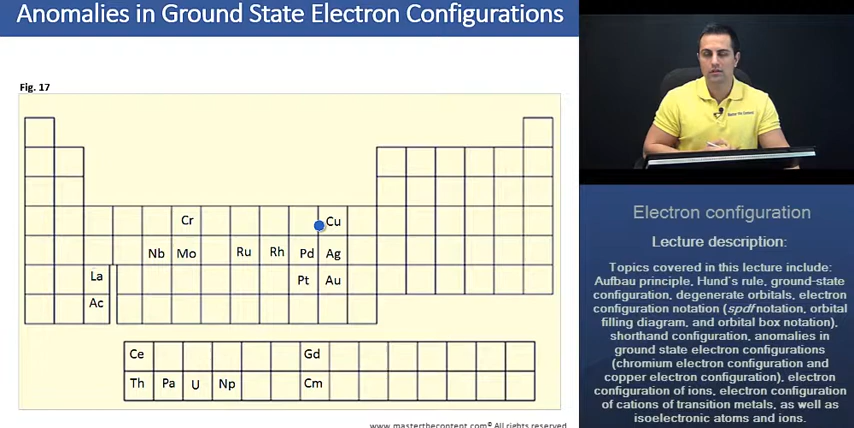 Anomalies in Ground State Electron Configurations
Fig. 17
Cr
Cu
Nb Mo Ru Rh Pd Ag
La Pt Au
Ac
Ce Gd
Th Pa U Np Cm
www.masterthecontent.com© All rights reserved
Electron configuration
Lecture description:
Topics covered in this lecture include:
Aufbau principle, Hund's rule, ground-state
configuration, degenerate orbitals, electron
configuration notation (spdf notation, orbital
filling diagram, and orbital box notation),
shorthand configuration, anomalies in
ground state electron configurations
(chromium electron configuration and
copper electron configuration), electron
configuration of ions, electron configuration
of cations of transition metals, as well as
isoelectronic atoms and ions.